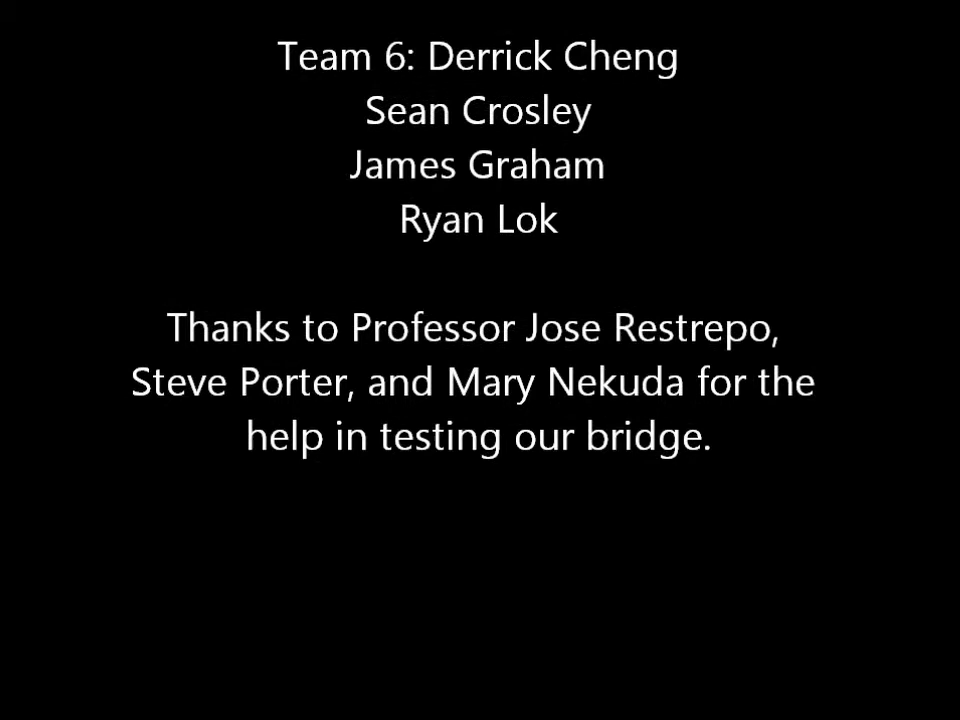 Team 6: Derrick Cheng
Sean Crosley
James Graham
Ryan Lok
Thanks to Professor Jose Restrepo,
Steve Porter, and Mary Nekuda for the
help in testing our bridge.